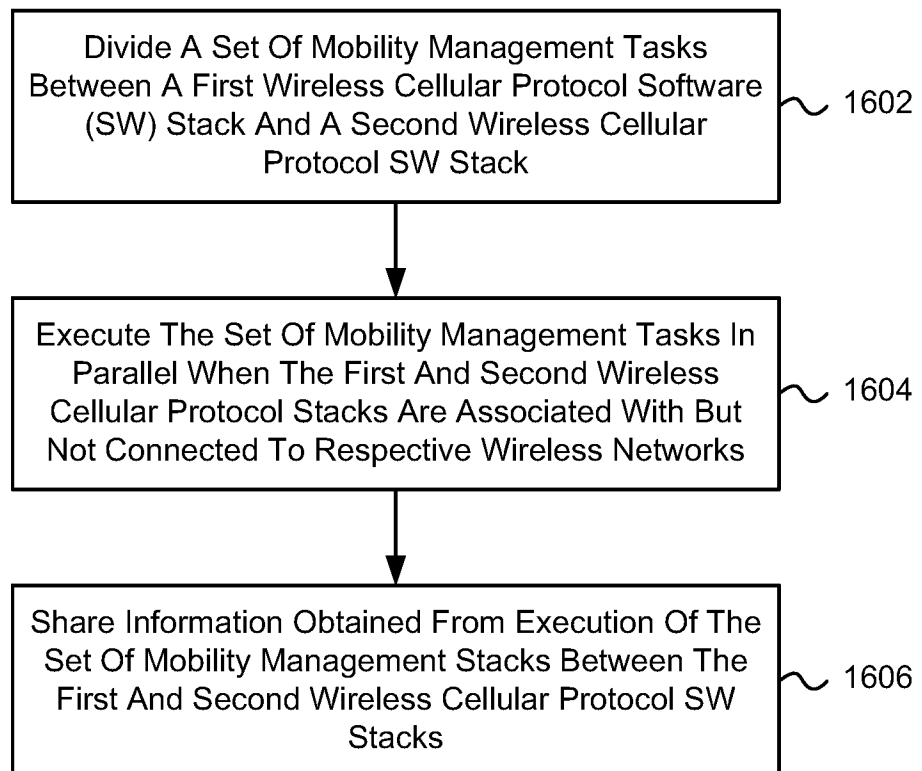 Divide A Set Of Mobility Management Tasks
Between A First Wireless Cellular Protocol Software
(SW) Stack And A Second Wireless Cellular
Protocol SW Stack
1602
Execute The Set Of Mobility Management Tasks In
Parallel When The First And Second Wireless
Cellular Protocol Stacks Are Associated With But
Not Connected To Respective Wireless Networks
1604
Share Information Obtained From Execution Of The
Set Of Mobility Management Stacks Between The
First And Second Wireless Cellular Protocol SW
Stacks
1606